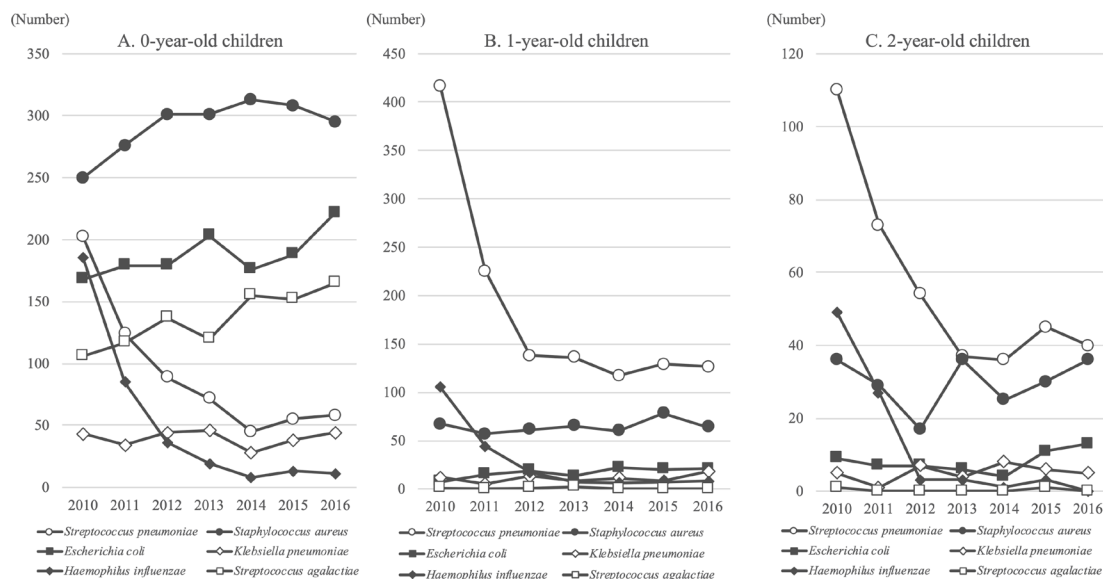 (Number) (Number) (Number)
A. 0-year-old children B. 1-year-old children C. 2-year-old children
350
300
250
200
150
100
50
0
2010 2011 2012 2013 2014 2015 2016
Streptococcus pneumoniae Staphylococcus aureus
Escherichia coli Klebsiella pneumoniae
Haemophilus influenzae Streptococcus agalactiae
450
400
350
300
250
200
150
100
50
0
2010 2011 2012 2013 2014 2015 2016
Streptococcus pneumoniae Staphylococcus aureus
Escherichia coli Klebsiella pneumoniae
Haemophilus influenzae Streptococcus agalactiae
120
100
80
60
40
20
0
2010 2011 2012 2013 2014 2015 2016
Streptococcus pneumoniae Staphylococcus aureus
Escherichia coli Klebsiella pneumoniae
Haemophilus influenzae Streptococcus agalactiae